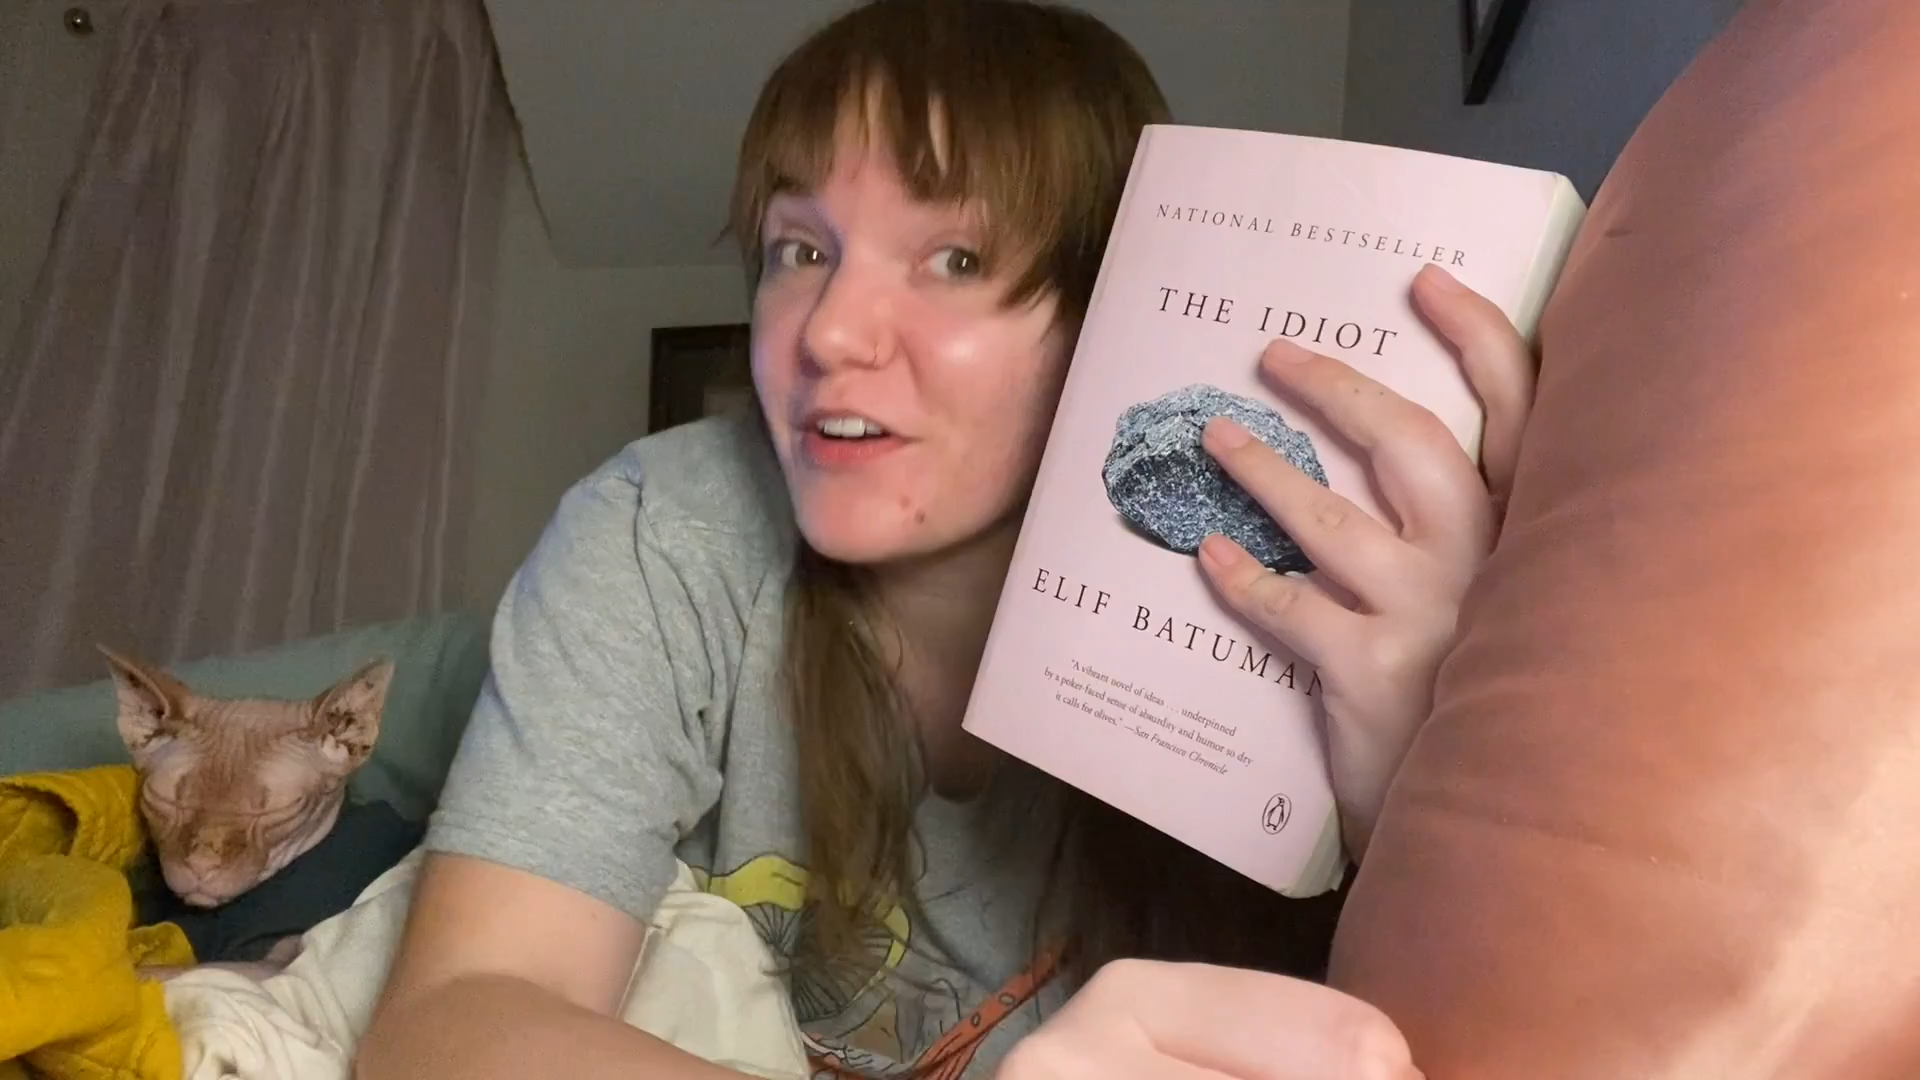 NATIONAL BESTSELLER
THE IDIOT
ELIF BATUMAN
"A vibrant novel of ideas . . . underpinned
by a poker-faced sense of absurdity and humor so dry
it calls for olives." —San Francisco Chronicle